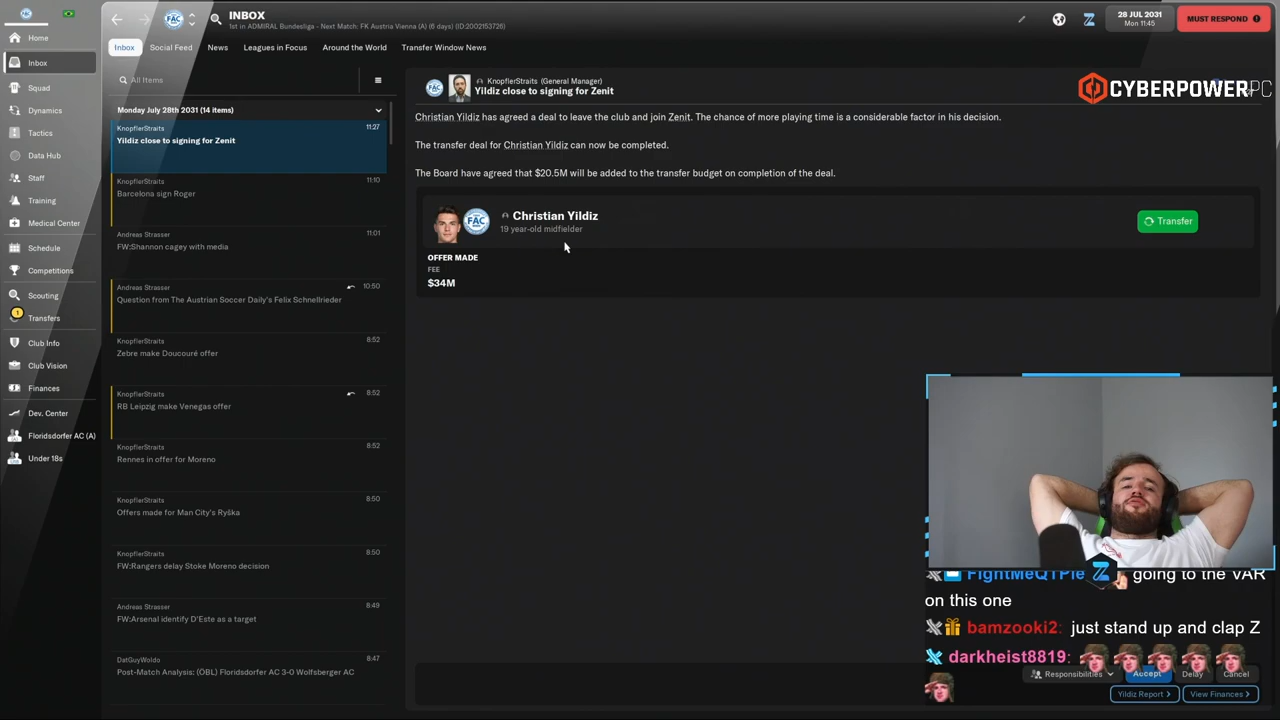 INBOX
1st in ADMIRAL Bundesliga - Next Match: FK Austria Vienna (A) (6 days) (ID:2002153726)
28 JUL 2031
Mon 11:45
MUST RESPOND
Home
Inbox
Squad
Dynamics
Tactics
Data Hub
Staff
Training
Medical Center
Schedule
Competitions
Scouting
1
Transfers
Club Info
Club Vision
Finances
Dev. Center
Floridsdorfer AC (A)
Under 18s
Inbox
Social Feed
News
Leagues in Focus
Around the World
Transfer Window News
All Items
Monday July 28th 2031 (14 items)
KnopflerStraits 11:27
Yildiz close to signing for Zenit
KnopflerStraits 11:10
Barcelona sign Roger
Andreas Strasser 11:01
FW:Shannon cagey with media
Andreas Strasser 10:50
Question from The Austrian Soccer Daily's Felix Schnellrieder
KnopflerStraits 8:52
Zebre make Doucouré offer
KnopflerStraits 8:52
RB Leipzig make Venegas offer
KnopflerStraits 8:52
Rennes in offer for Moreno
KnopflerStraits 8:50
Offers made for Man City's Ryška
KnopflerStraits 8:50
FW:Rangers delay Stoke Moreno decision
Andreas Strasser 8:49
FW:Arsenal identify D'Este as a target
DatGuyWoldo 8:47
Post-Match Analysis: (ÖBL) Floridsdorfer AC 3-0 Wolfsberger AC
KnopflerStraits (General Manager)
Yildiz close to signing for Zenit
CYBERPOWERPC
Christian Yildiz has agreed a deal to leave the club and join Zenit. The chance of more playing time is a considerable factor in his decision.
The transfer deal for Christian Yildiz can now be completed.
The Board have agreed that $20.5M will be added to the transfer budget on completion of the deal.
FAC
Christian Yildiz
19 year-old midfielder
Transfer
OFFER MADE
FEE
$34M
FightMeQTPie going to the VAR
on this one
bamzooki2: just stand up and clap Z
darkheist8819:
Responsibilities
Accept
Delay
Cancel
Yildiz Report >
View Finances >